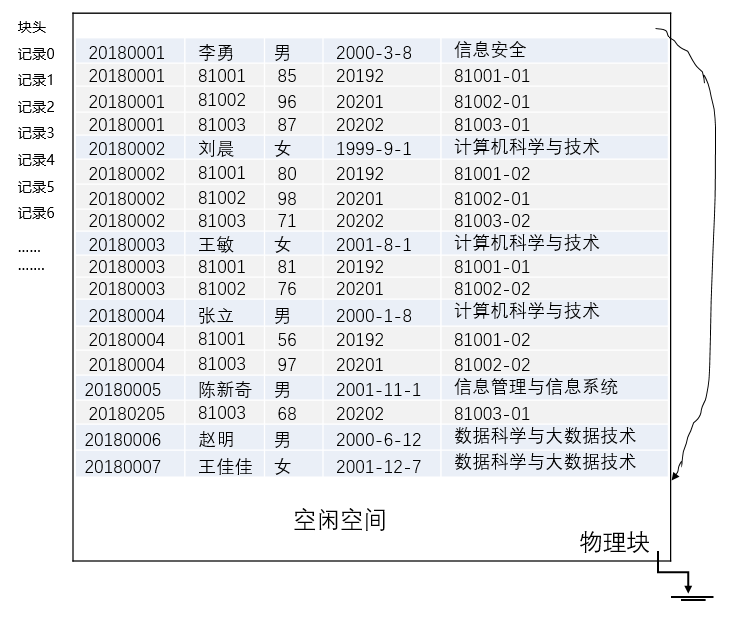 块头
记录0
20180001 李勇 男 2000-3-8 信息安全
记录1
20180001 81001 85 20192 81001-01
记录2
20180001 81002 96 20201 81002-01
记录3
20180001 81003 87 20202 81003-01
记录4
20180002 刘晨 女 1999-9-1 计算机科学与技术
记录5
20180002 81001 80 20192 81001-02
记录6
20180002 81002 98 20201 81002-01
20180002 81003 71 20202 81003-02
......
20180003 王敏 女 2001-8-1 计算机科学与技术
.......
20180003 81001 81 20192 81001-01
20180003 81002 76 20201 81002-02
20180004 张立 男 2000-1-8 计算机科学与技术
20180004 81001 56 20192 81001-02
20180004 81003 97 20201 81002-02
20180005 陈新奇 男 2001-11-1 信息管理与信息系统
20180205 81003 68 20202 81003-01
20180006 赵明 男 2000-6-12 数据科学与大数据技术
20180007 王佳佳 女 2001-12-7 数据科学与大数据技术
空闲空间
物理块